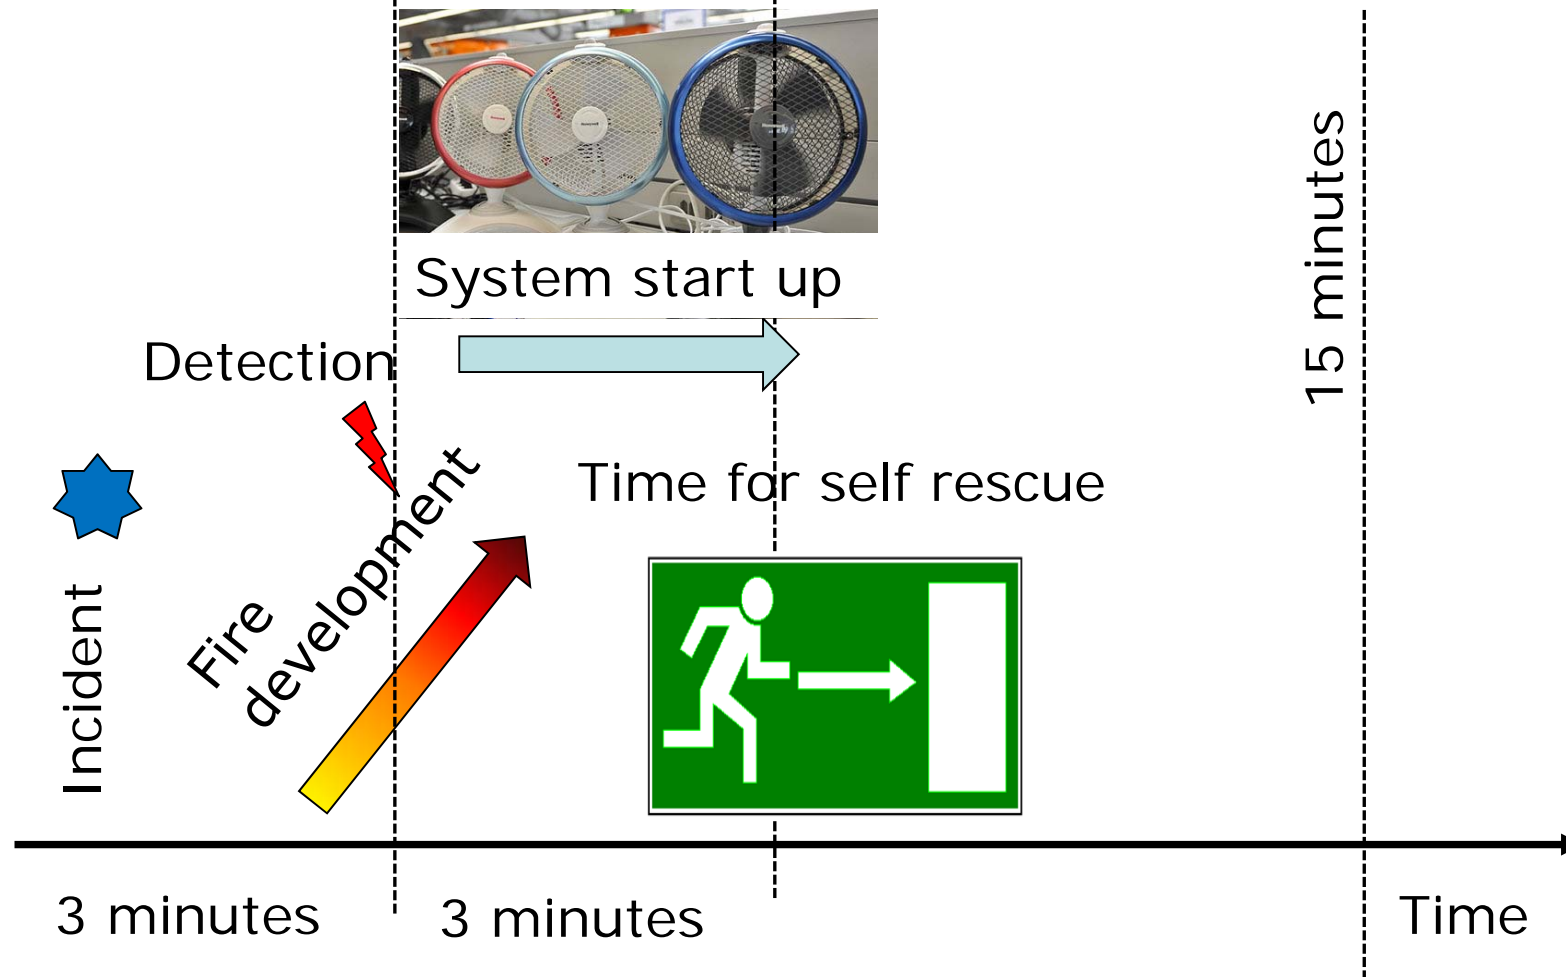 System start up
Detection
15 minutes
Time for self rescue
Fire
development
Incident
3 minutes
3 minutes
Time